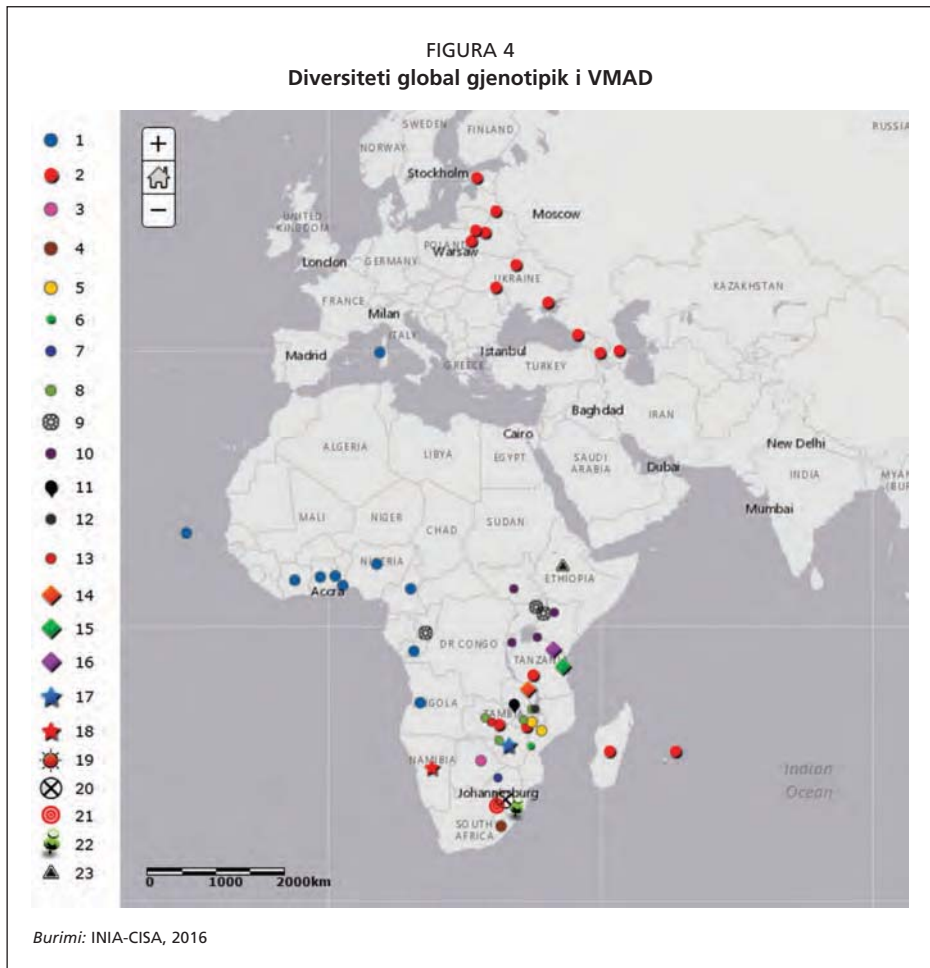 FIGURA 4
Diversiteti global gjenotipik i VMAD
1
2
3
4
5
6
7
8
9
10
11
12
13
14
15
16
17
18
19
20
21
22
23
+
−
SWEDEN
FINLAND
NORWAY
RUSSIA
Stockholm
Moscow
UNITED
KINGDOM
London
POLAND
Warsaw
GERMANY
UKRAINE
KAZAKHSTAN
FRANCE
Milan
ITALY
Madrid
Istanbul
GREECE
TURKEY
Baghdad
IRAN
Cairo
ALGERIA
LIBYA
EGYPT
SAUDI
ARABIA
Dubai
New Delhi
INDIA
MYAN
(BUR
Mumbai
MALI
NIGER
CHAD
SUDAN
NIGERIA
Accra
ETHIOPIA
DR CONGO
TANZANIA
ANGOLA
ZAMBIA
NAMIBIA
Johannesburg
SOUTH
AFRICA
Indian
Ocean
0 1000 2000km
Burimi: INIA-CISA, 2016